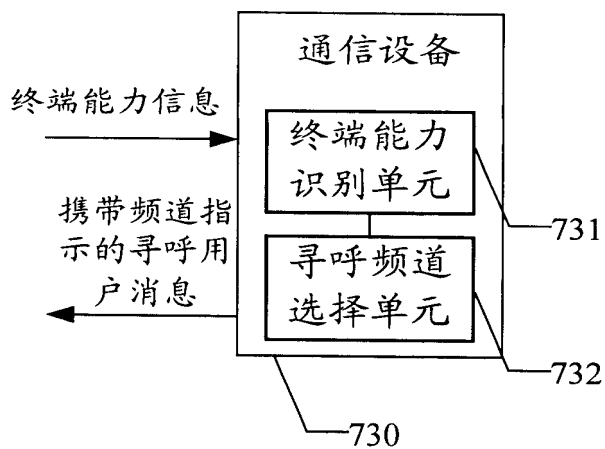 通信设备
终端能力信息
终端能力
识别单元
731
携带频道指
示的寻呼用
户消息
寻呼频道
选择单元
732
730